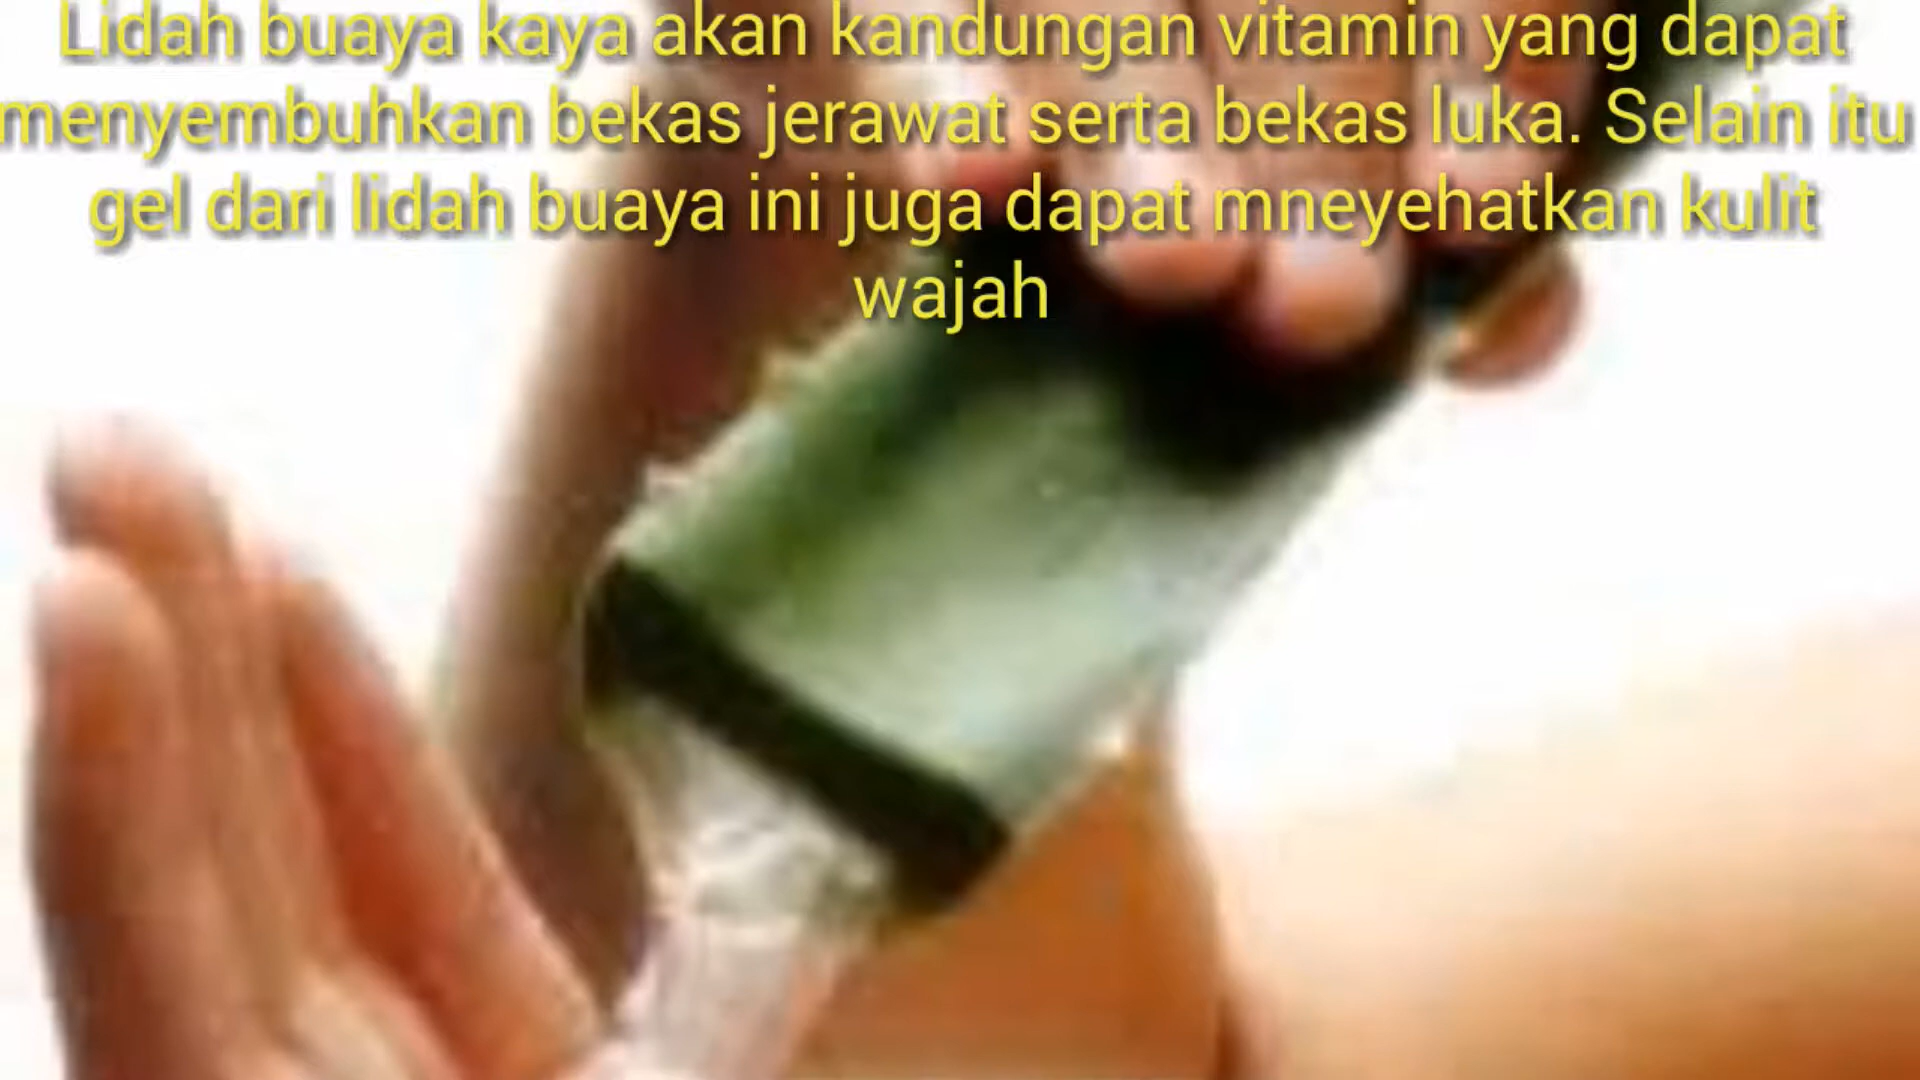 Lidah buaya kaya akan kandungan vitamin yang dapat
menyembuhkan bekas jerawat serta bekas luka. Selain itu
gel dari lidah buaya ini juga dapat mneyehatkan kulit
wajah